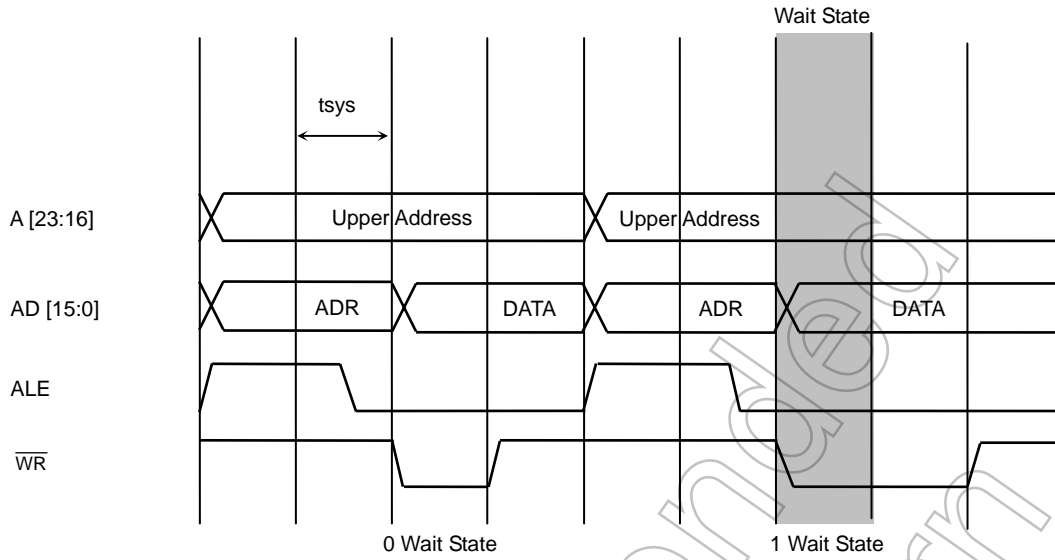 Wait State
tsys
A [23:16]
Upper Address
Upper Address
AD [15:0]
ADR
DATA
ADR
DATA
ALE
WR
0 Wait State
1 Wait State